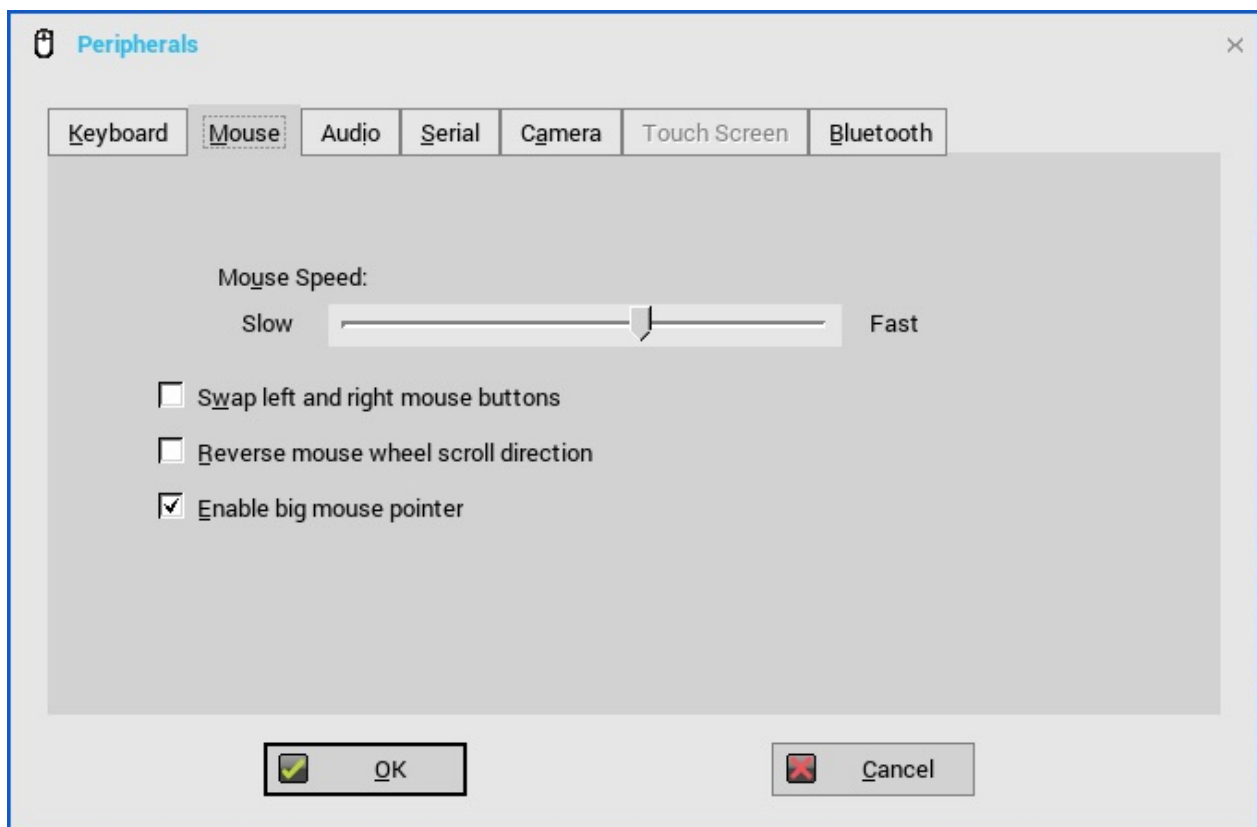 Peripherals
Keyboard Mouse Audio Serial Camera Touch Screen Bluetooth
Mouse Speed:
Slow Fast
Swap left and right mouse buttons
Reverse mouse wheel scroll direction
Enable big mouse pointer
OK Cancel